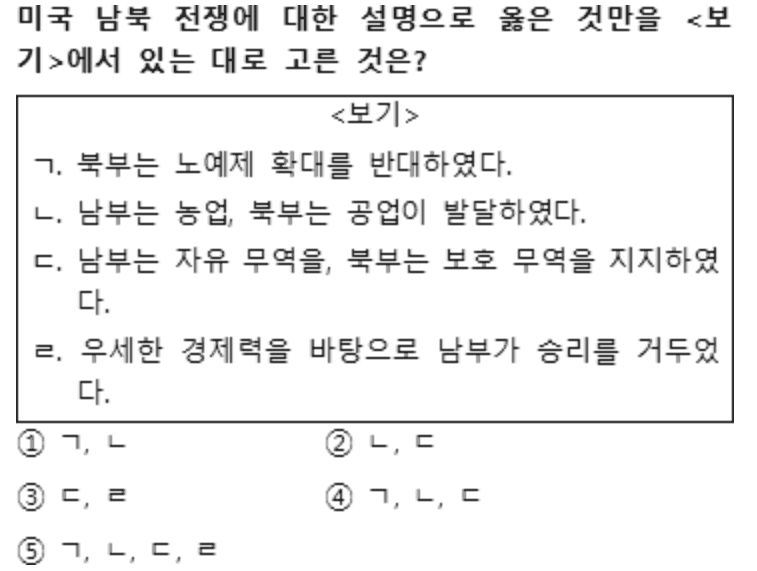 미국 남북 전쟁에 대한 설명으로 옳은 것만을 <보
기>에서 있는 대로 고른 것은?
<보기>
ㄱ. 북부는 노예제 확대를 반대하였다.
ㄴ. 남부는 농업, 북부는 공업이 발달하였다.
ㄷ. 남부는 자유 무역을, 북부는 보호 무역을 지지하였
다.
ㄹ. 우세한 경제력을 바탕으로 남부가 승리를 거두었
다.
① ㄱ, ㄴ ② ㄴ, ㄷ
③ ㄷ, ㄹ ④ ㄱ, ㄴ, ㄷ
⑤ ㄱ, ㄴ, ㄷ, ㄹ